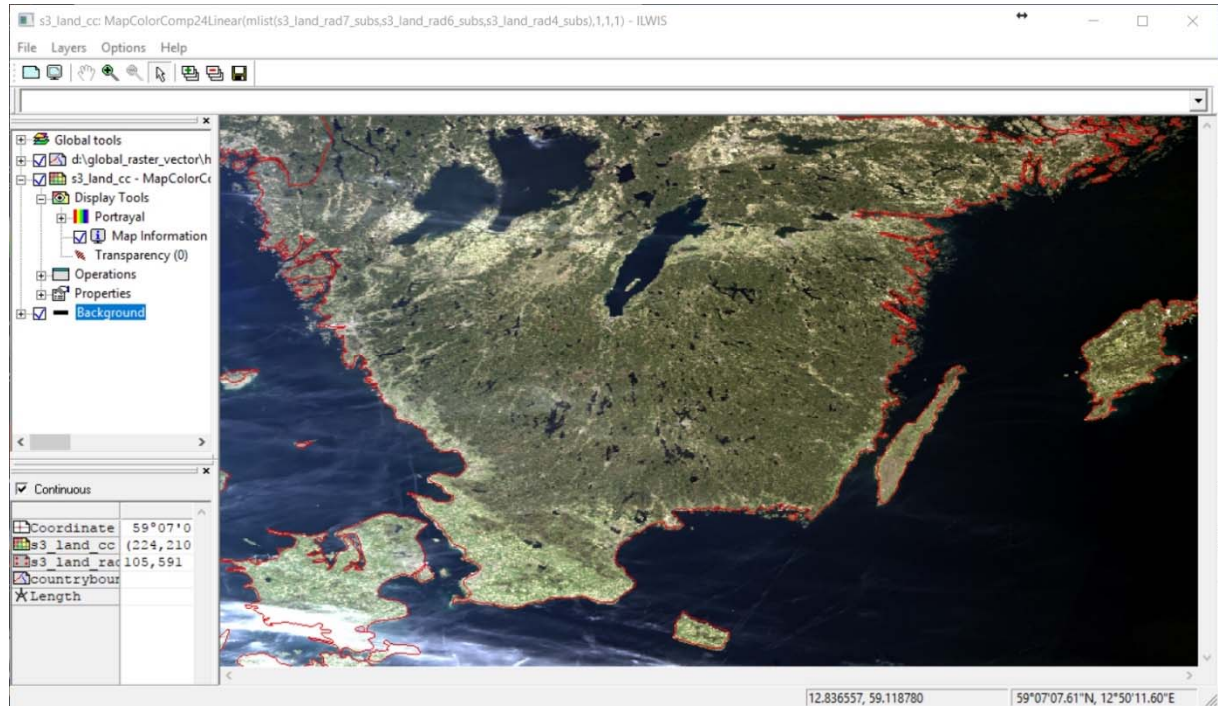 s3_land_cc: MapColorComp24Linear(mlist(s3_land_rad7_subs,s3_land_rad6_subs,s3_land_rad4_subs),1,1,1) - ILWIS
File Layers Options Help
Global tools
d:\global_raster_vector\h
s3_land_cc - MapColorCc
Display Tools
Portrayal
Map Information
Transparency (0)
Operations
Properties
Background
Continuous
Coordinate 59°07'0
s3_land_cc (224,210
s3_land_rad 105,591
countrybour
Length
12.836557, 59.118780 59°07'07.61"N, 12°50'11.60"E